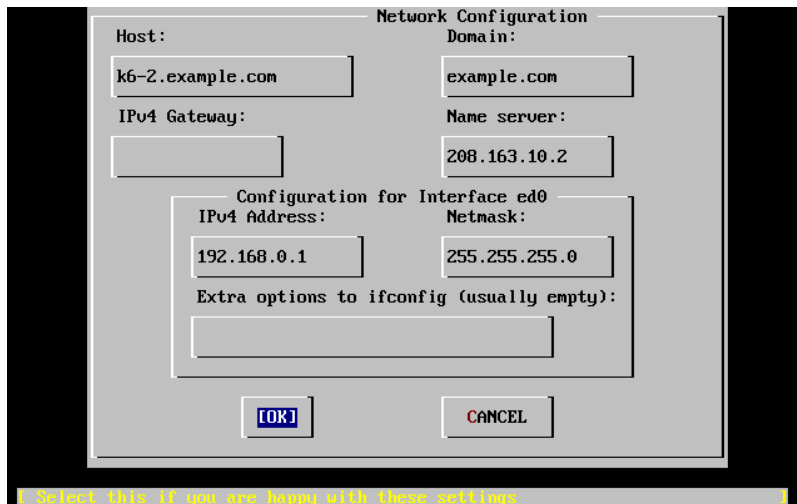 Network Configuration
Host: Domain:
k6-2.example.com example.com
IPv4 Gateway: Name server:
208.163.10.2
Configuration for Interface ed0
IPv4 Address: Netmask:
192.168.0.1 255.255.255.0
Extra options to ifconfig (usually empty):
[OK] CANCEL
[ Select this if you are happy with these settings ]